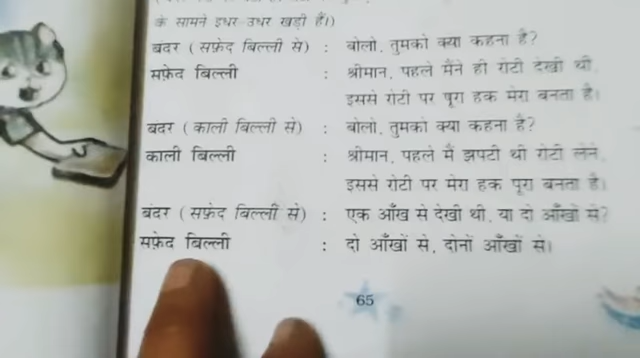 के सामने इधर उधर खड़ी हैं।)
बंदर (सफ़ेद बिल्ली से) : बोलो, तुमको क्या कहना है?
सफ़ेद बिल्ली : श्रीमान, पहले मैंने ही रोटी देखी थी,
इससे रोटी पर पूरा हक मेरा बनता है।
बंदर (काली बिल्ली से) : बोलो, तुमको क्या कहना है?
काली बिल्ली : श्रीमान, पहले मैं झपटी थी रोटी लेने,
इससे रोटी पर मेरा हक पूरा बनता है।
बंदर (सफ़ेद बिल्ली से) : एक आँख से देखी थी, या दो आँखों से?
सफ़ेद बिल्ली : दो आँखों से, दोनों आँखों से।
65